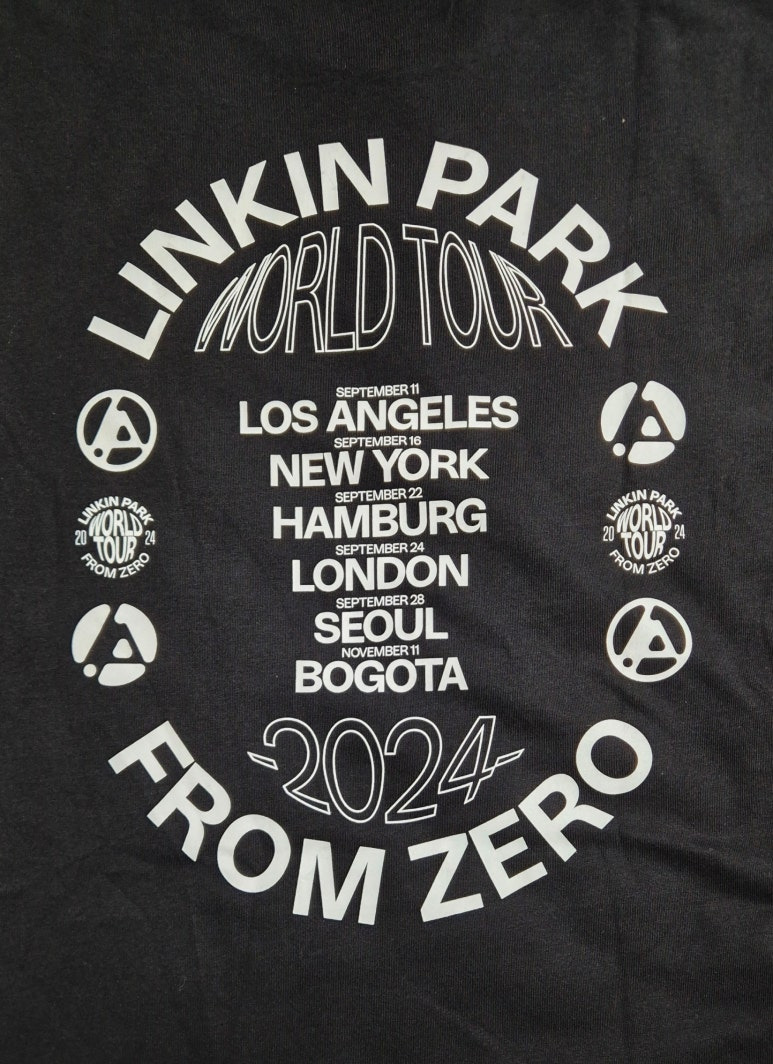 LINKIN PARK
WORLD TOUR
SEPTEMBER 11
LOS ANGELES
SEPTEMBER 16
NEW YORK
SEPTEMBER 22
HAMBURG
SEPTEMBER 24
LONDON
SEPTEMBER 28
SEOUL
NOVEMBER 11
BOGOTA
-2024-
FROM ZERO
LINKIN PARK
20 WORLD 24
TOUR
FROM ZERO
LINKIN PARK
20 WORLD 24
TOUR
FROM ZERO